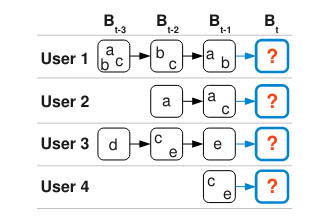 B t-3 B t-2 B t-1 B t
User 1 a b c b c a b ?
User 2 a a c ?
User 3 d c e e ?
User 4 c e ?